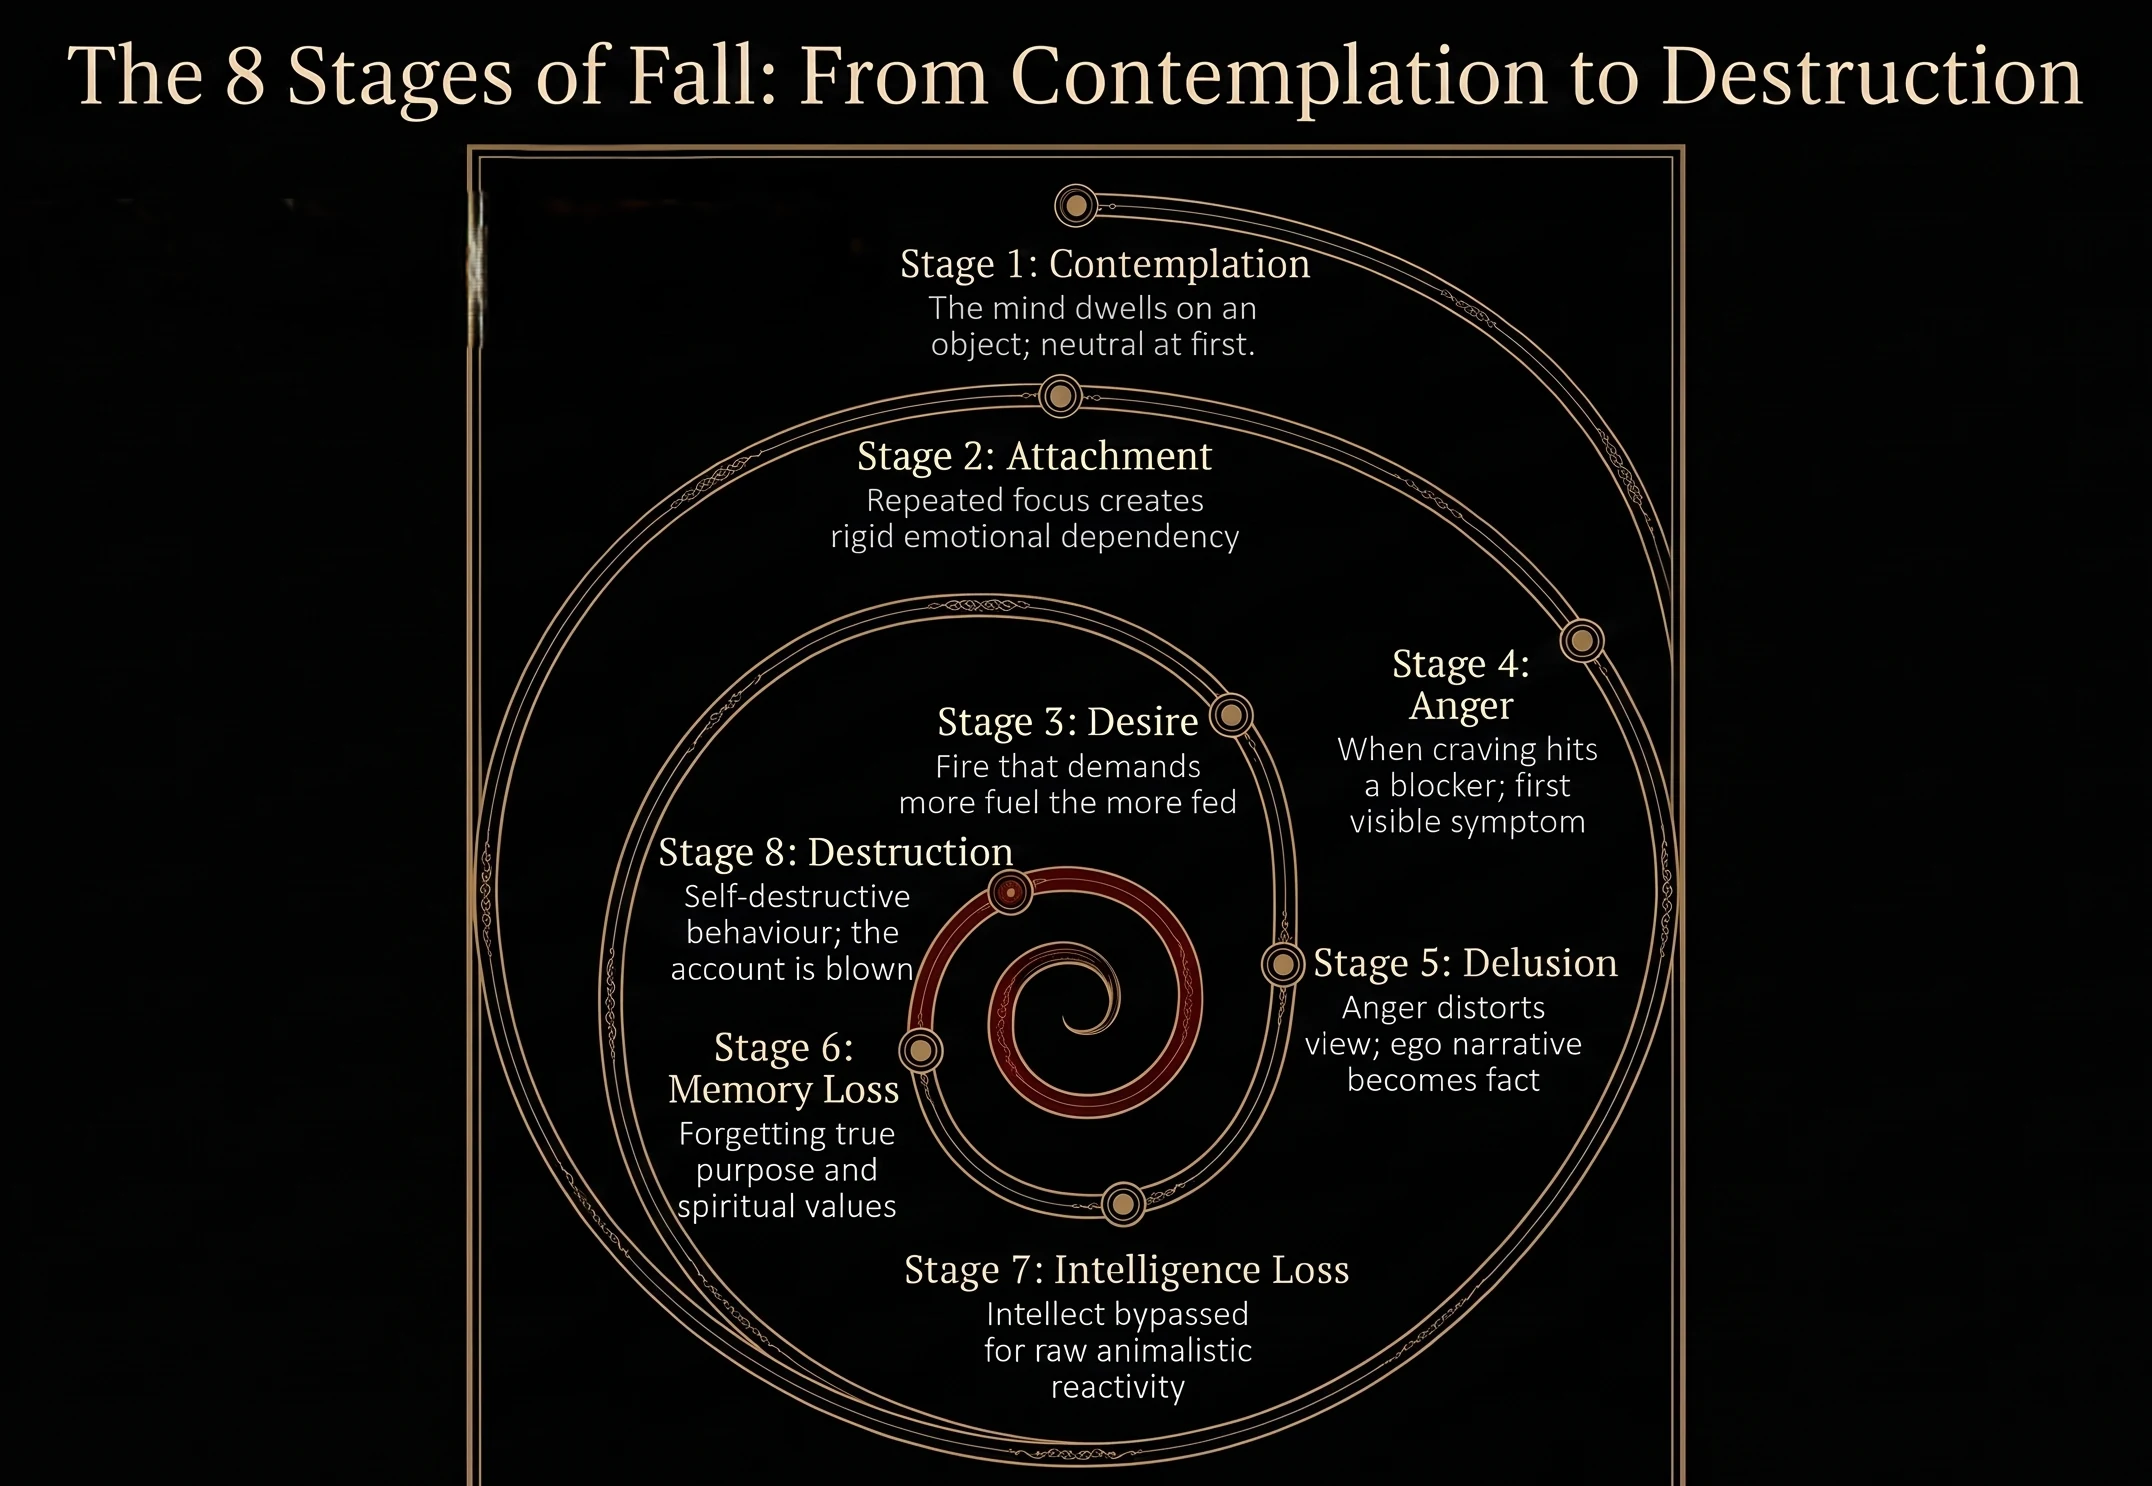 The 8 Stages of Fall: From Contemplation to Destruction
Stage 1: Contemplation
The mind dwells on an
object; neutral at first.
Stage 2: Attachment
Repeated focus creates
rigid emotional dependency
Stage 3: Desire
Fire that demands
more fuel the more fed
Stage 4:
Anger
When craving hits
a blocker; first
visible symptom
Stage 5: Delusion
Anger distorts
view; ego narrative
becomes fact
Stage 6:
Memory Loss
Forgetting true
purpose and
spiritual values
Stage 7: Intelligence Loss
Intellect bypassed
for raw animalistic
reactivity
Stage 8: Destruction
Self-destructive
behaviour; the
account is blown